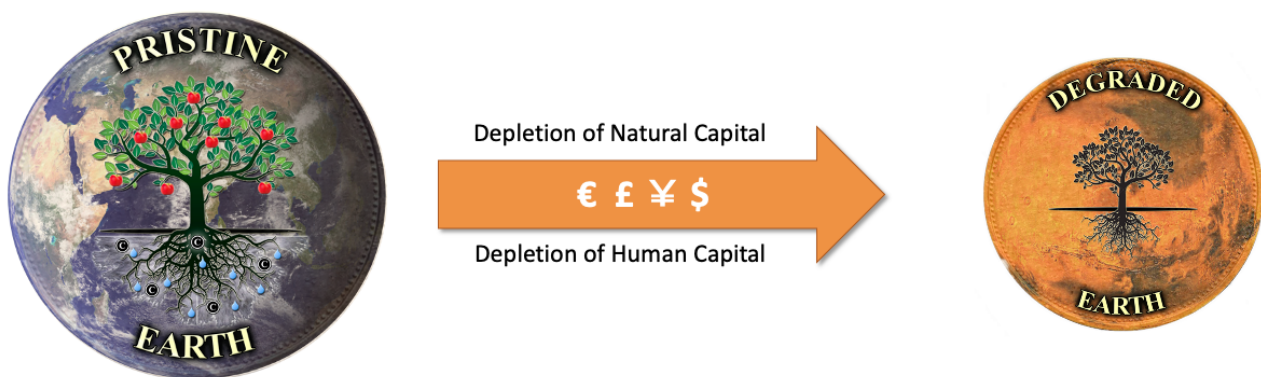 PRISTINE
EARTH
Depletion of Natural Capital
€ £ ¥ $
Depletion of Human Capital
DEGRADED
EARTH